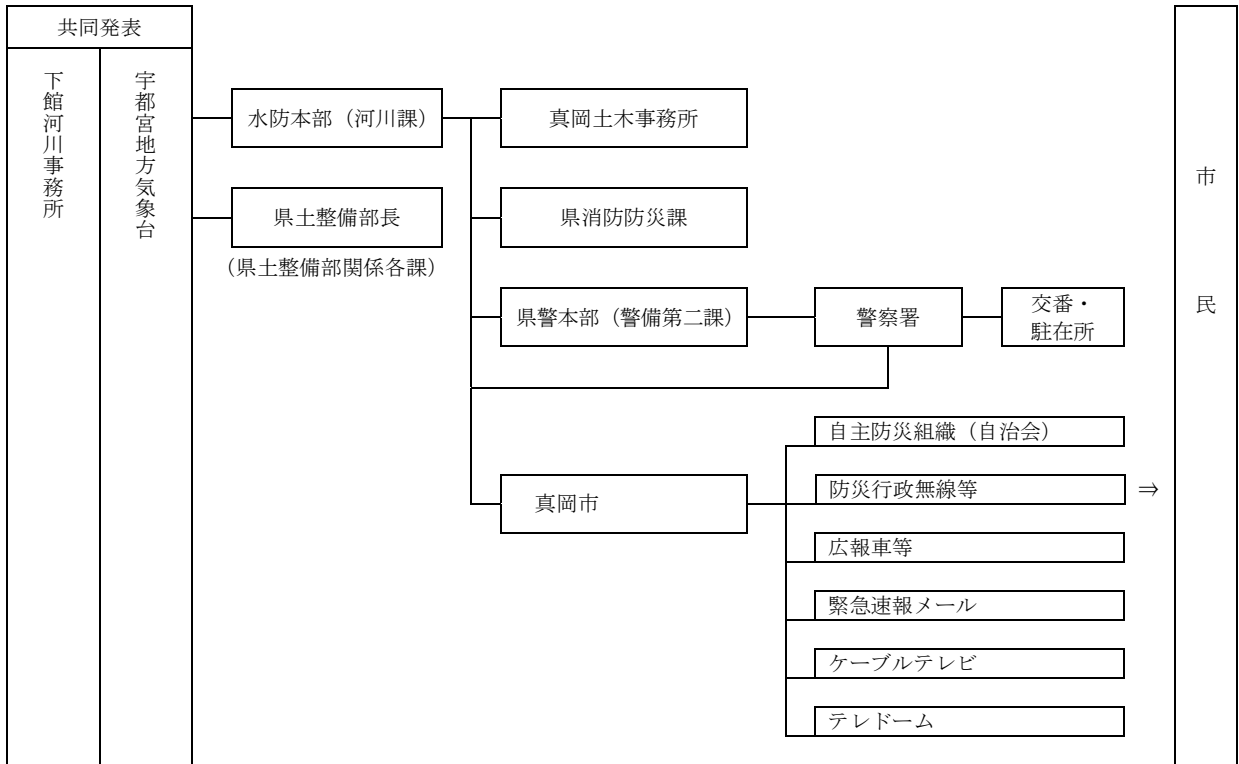 共同発表
下館河川事務所
宇都宮地方気象台
水防本部（河川課）
真岡土木事務所
県土整備部長
（県土整備部関係各課）
県消防防災課
県警本部（警備第二課）
警察署
交番・
駐在所
真岡市
自主防災組織（自治会）
防災行政無線等
⇒
広報車等
緊急速報メール
ケーブルテレビ
テレドーム
市民